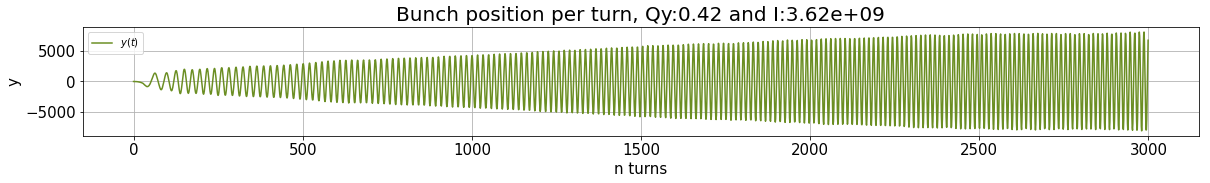 Bunch position per turn, Qy:0.42 and I:3.62e+09
y(t)
y
5000
0
−5000
0 500 1000 1500 2000 2500 3000
n turns